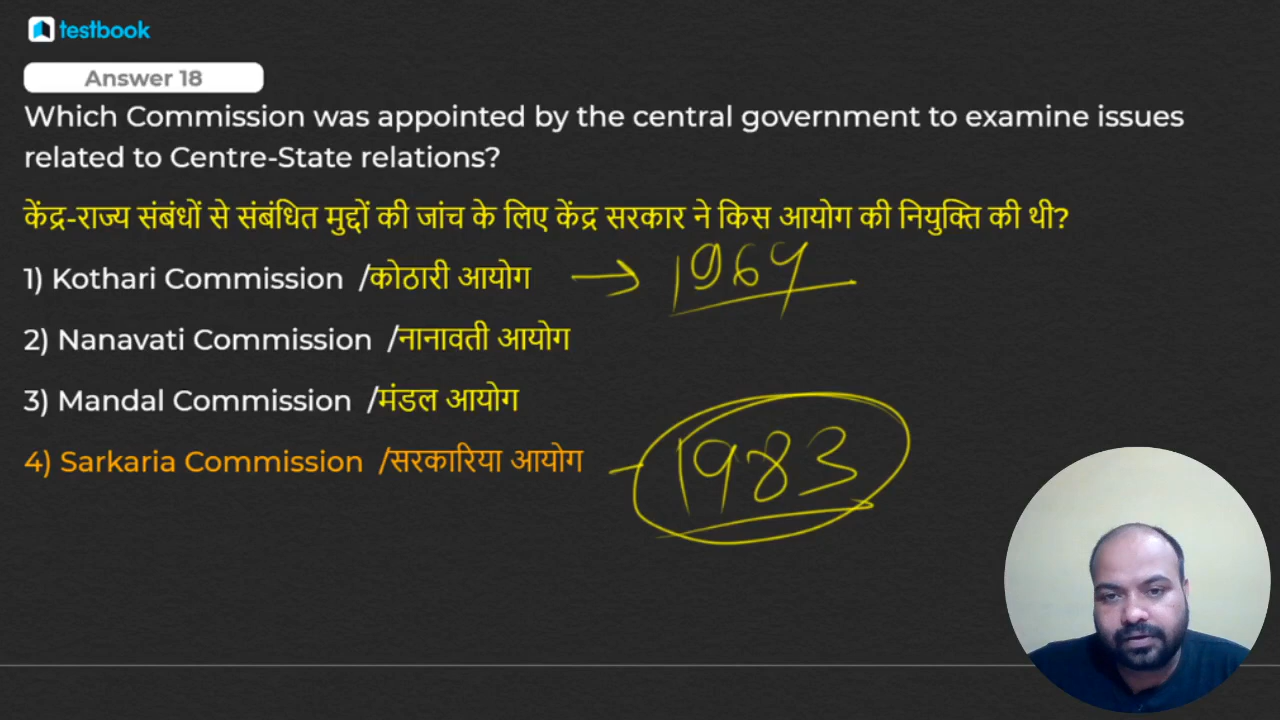 testbook
Answer 18
Which Commission was appointed by the central government to examine issues
related to Centre-State relations?
केंद्र-राज्य संबंधों से संबंधित मुद्दों की जांच के लिए केंद्र सरकार ने किस आयोग की नियुक्ति की थी?
1) Kothari Commission /कोठारी आयोग → 1964
2) Nanavati Commission /नानावती आयोग
3) Mandal Commission /मंडल आयोग
4) Sarkaria Commission /सरकारिया आयोग - 1983